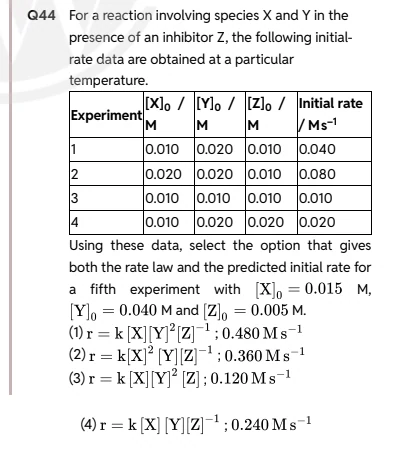 Q44 For a reaction involving species X and Y in the
presence of an inhibitor Z, the following initial-
rate data are obtained at a particular
temperature.
Experiment [X]₀ / M [Y]₀ / M [Z]₀ / M Initial rate / Ms⁻¹
1 0.010 0.020 0.010 0.040
2 0.020 0.020 0.010 0.080
3 0.010 0.010 0.010 0.010
4 0.010 0.020 0.020 0.020
Using these data, select the option that gives
both the rate law and the predicted initial rate for
a fifth experiment with [X]₀ = 0.015 M,
[Y]₀ = 0.040 M and [Z]₀ = 0.005 M.
(1) r = k [X][Y]²[Z]⁻¹ ; 0.480 M s⁻¹
(2) r = k[X]² [Y][Z]⁻¹ ; 0.360 M s⁻¹
(3) r = k [X][Y]² [Z] ; 0.120 M s⁻¹
(4) r = k [X] [Y][Z]⁻¹ ; 0.240 M s⁻¹